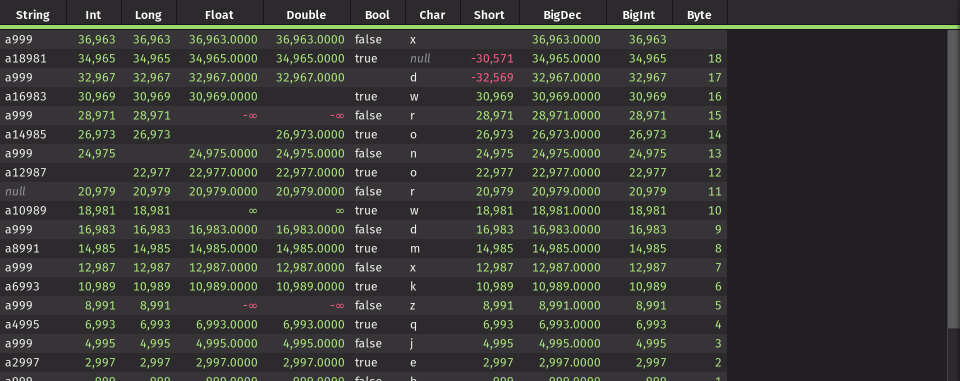 String Int Long Float Double Bool Char Short BigDec BigInt Byte
a999 36,963 36,963 36,963.0000 36,963.0000 false x 36,963.0000 36,963
a18981 34,965 34,965 34,965.0000 34,965.0000 true null -30,571 34,965.0000 34,965 18
a999 32,967 32,967 32,967.0000 32,967.0000 d -32,569 32,967.0000 32,967 17
a16983 30,969 30,969 30,969.0000 true w 30,969 30,969.0000 30,969 16
a999 28,971 28,971 -∞ -∞ false r 28,971 28,971.0000 28,971 15
a14985 26,973 26,973 26,973.0000 true o 26,973 26,973.0000 26,973 14
a999 24,975 24,975.0000 24,975.0000 false n 24,975 24,975.0000 24,975 13
a12987 22,977 22,977.0000 22,977.0000 true o 22,977 22,977.0000 22,977 12
null 20,979 20,979 20,979.0000 20,979.0000 false r 20,979 20,979.0000 20,979 11
a10989 18,981 18,981 ∞ ∞ true w 18,981 18,981.0000 18,981 10
a999 16,983 16,983 16,983.0000 16,983.0000 false d 16,983 16,983.0000 16,983 9
a8991 14,985 14,985 14,985.0000 14,985.0000 true m 14,985 14,985.0000 14,985 8
a999 12,987 12,987 12,987.0000 12,987.0000 false x 12,987 12,987.0000 12,987 7
a6993 10,989 10,989 10,989.0000 10,989.0000 true k 10,989 10,989.0000 10,989 6
a999 8,991 8,991 -∞ -∞ false z 8,991 8,991.0000 8,991 5
a4995 6,993 6,993 6,993.0000 6,993.0000 true q 6,993 6,993.0000 6,993 4
a999 4,995 4,995 4,995.0000 4,995.0000 false j 4,995 4,995.0000 4,995 3
a2997 2,997 2,997 2,997.0000 2,997.0000 true e 2,997 2,997.0000 2,997 2